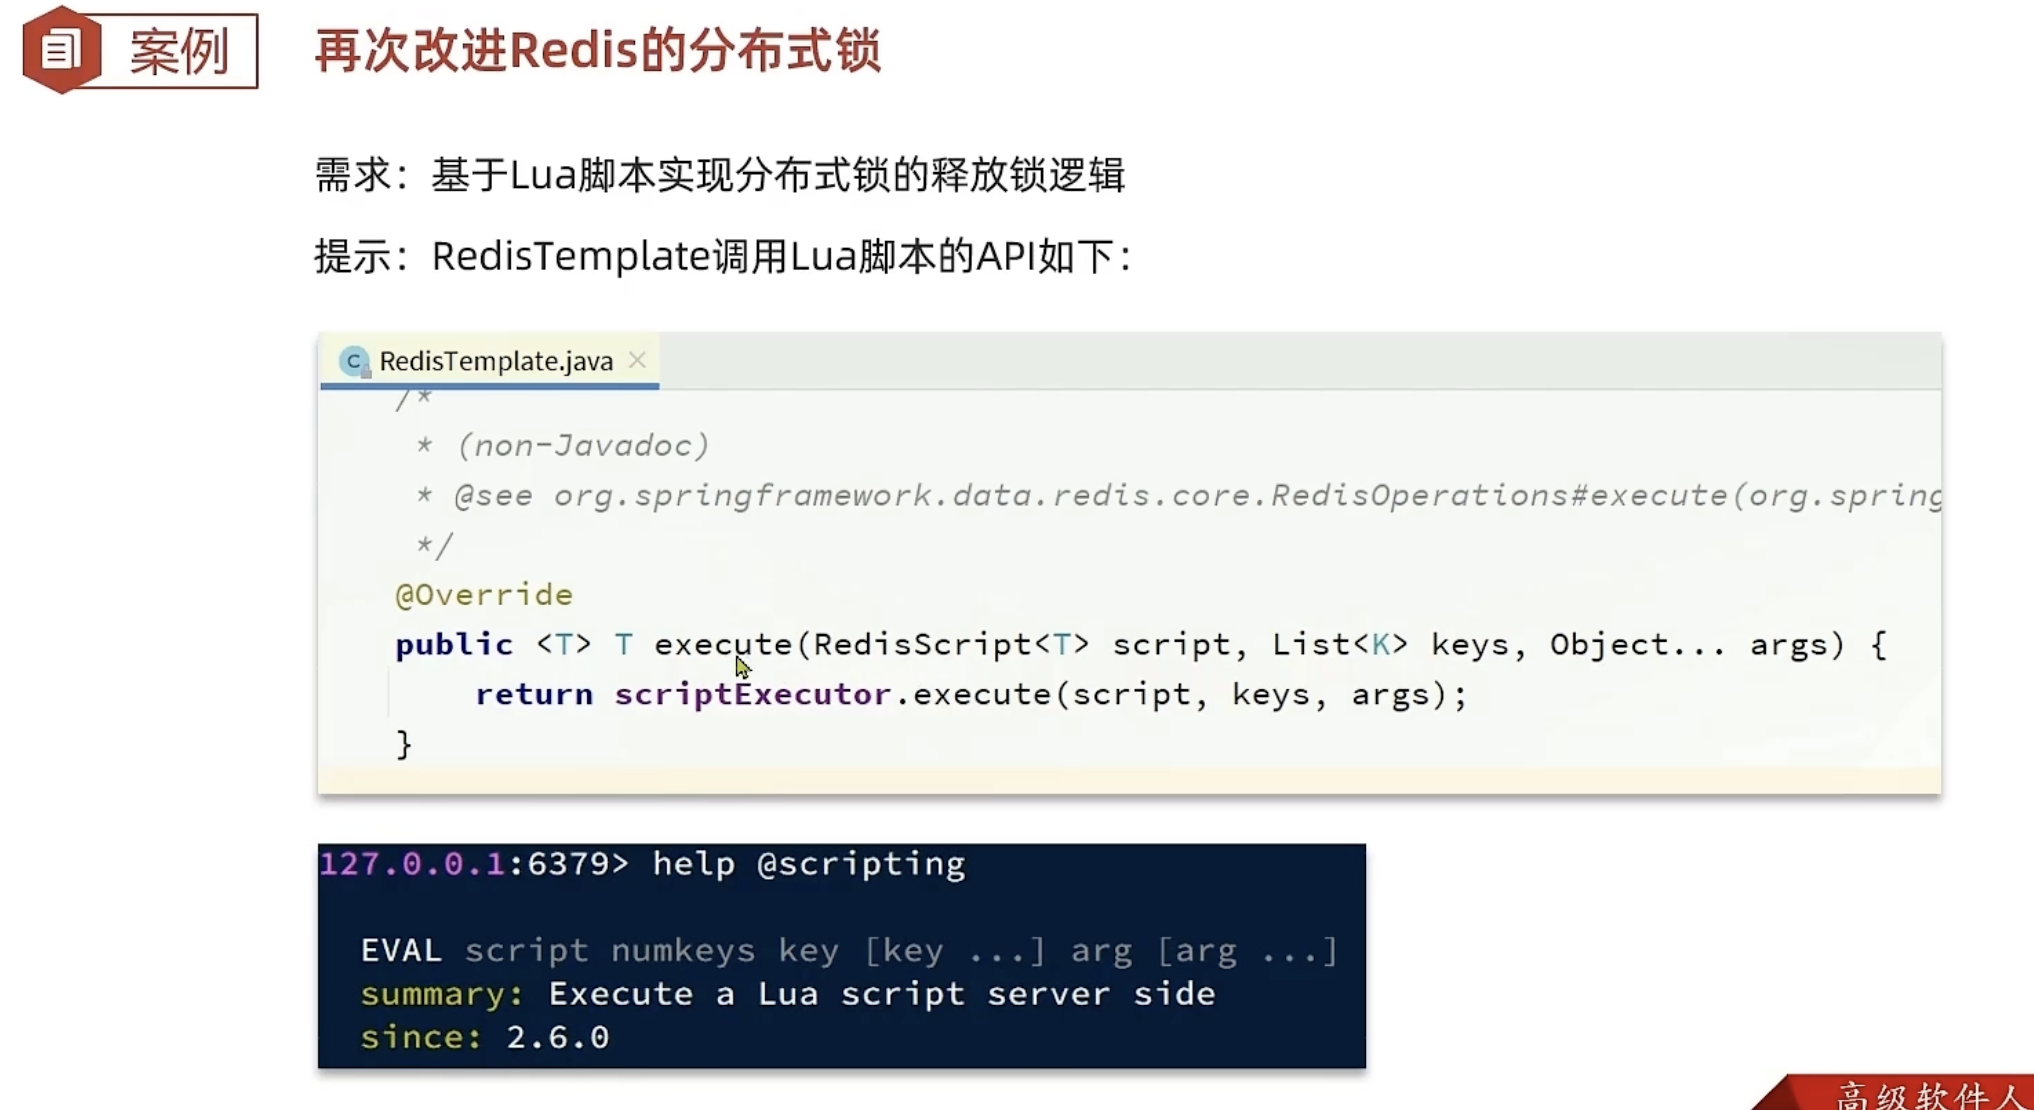 案例
再次改进Redis的分布式锁
需求：基于Lua脚本实现分布式锁的释放锁逻辑
提示：RedisTemplate调用Lua脚本的API如下：
RedisTemplate.java
/*
* (non-Javadoc)
* @see org.springframework.data.redis.core.RedisOperations#execute(org.spring
*/
@Override
public <T> T execute(RedisScript<T> script, List<K> keys, Object... args) {
return scriptExecutor.execute(script, keys, args);
}
127.0.0.1:6379> help @scripting
EVAL script numkeys key [key ...] arg [arg ...]
summary: Execute a Lua script server side
since: 2.6.0
高级软件人